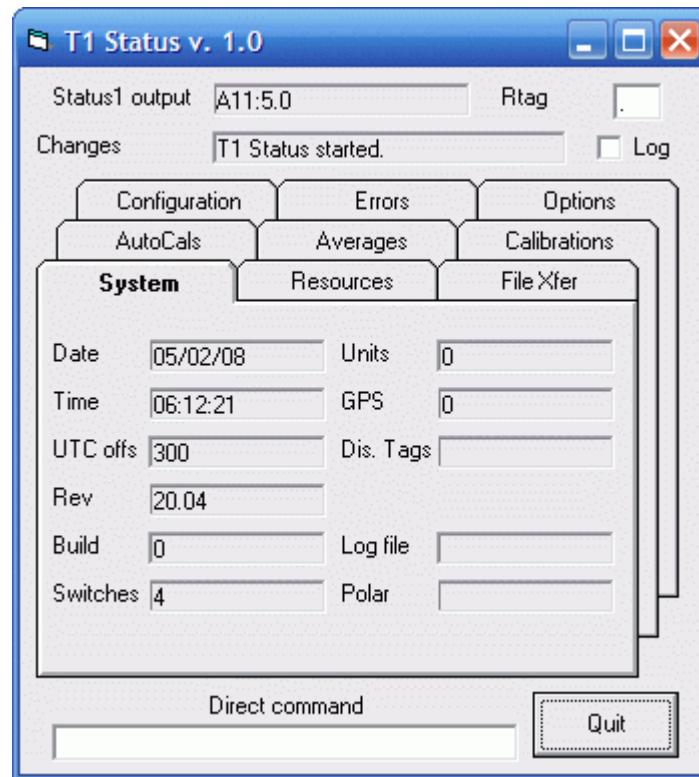 T1 Status v. 1.0
Status1 output A11:5.0 Rtag .
Changes T1 Status started. Log
Configuration Errors Options
AutoCals Averages Calibrations
System Resources File Xfer
Date 05/02/08 Units 0
Time 06:12:21 GPS 0
UTC offs 300 Dis. Tags
Rev 20.04
Build 0 Log file
Switches 4 Polar
Direct command
Quit